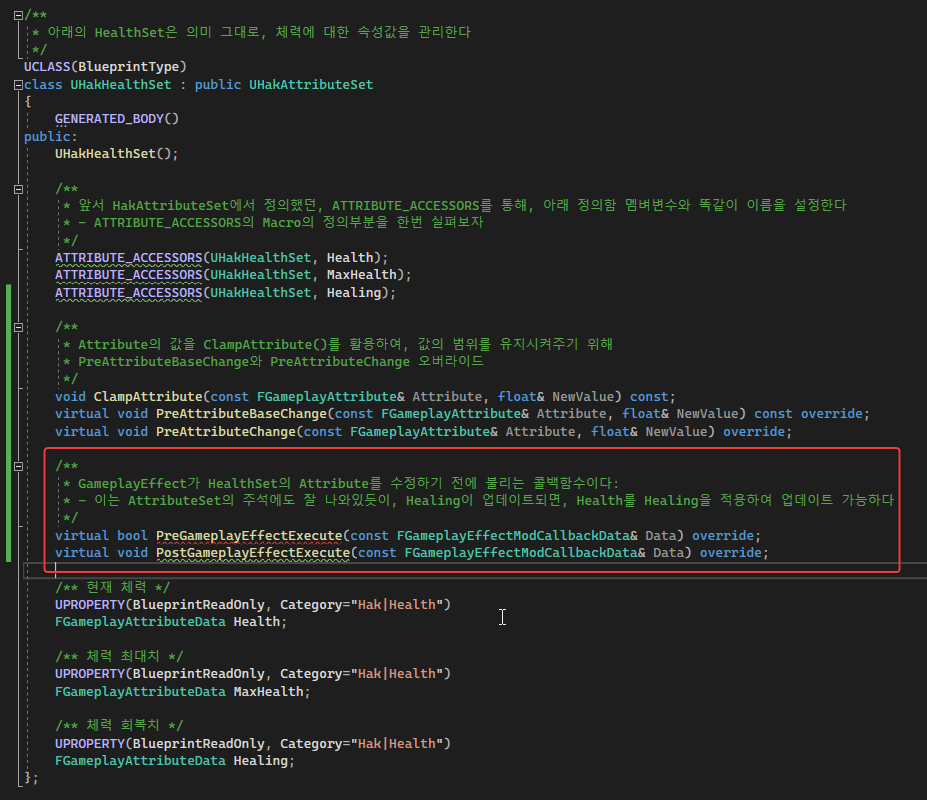 /**
 * 아래의 HealthSet은 의미 그대로, 체력에 대한 속성값을 관리한다
 */
UCLASS(BlueprintType)
class UHakHealthSet : public UHakAttributeSet
{
    GENERATED_BODY()
public:
    UHakHealthSet();

    /**
     * 앞서 HakAttributeSet에서 정의했던, ATTRIBUTE_ACCESSORS를 통해, 아래 정의함 멤벼변수와 똑같이 이름을 설정한다
     * - ATTRIBUTE_ACCESSORS의 Macro의 정의부분을 한번 살펴보자
     */
    ATTRIBUTE_ACCESSORS(UHakHealthSet, Health);
    ATTRIBUTE_ACCESSORS(UHakHealthSet, MaxHealth);
    ATTRIBUTE_ACCESSORS(UHakHealthSet, Healing);

    /**
     * Attribute의 값을 ClampAttribute()를 활용하여, 값의 범위를 유지시켜주기 위해
     * PreAttributeBaseChange와 PreAttributeChange 오버라이드
     */
    void ClampAttribute(const FGameplayAttribute& Attribute, float& NewValue) const;
    virtual void PreAttributeBaseChange(const FGameplayAttribute& Attribute, float& NewValue) const override;
    virtual void PreAttributeChange(const FGameplayAttribute& Attribute, float& NewValue) override;

    /**
     * GameplayEffect가 HealthSet의 Attribute를 수정하기 전에 불리는 콜백함수이다:
     * - 이는 AttributeSet의 주석에도 잘 나와있듯이, Healing이 업데이트되면, Health를 Healing을 적용하여 업데이트 가능하다
     */
    virtual bool PreGameplayEffectExecute(const FGameplayEffectModCallbackData& Data) override;
    virtual void PostGameplayEffectExecute(const FGameplayEffectModCallbackData& Data) override;

    /** 현재 체력 */
    UPROPERTY(BlueprintReadOnly, Category="Hak|Health")
    FGameplayAttributeData Health;

    /** 체력 최대치 */
    UPROPERTY(BlueprintReadOnly, Category="Hak|Health")
    FGameplayAttributeData MaxHealth;

    /** 체력 회복치 */
    UPROPERTY(BlueprintReadOnly, Category="Hak|Health")
    FGameplayAttributeData Healing;
};